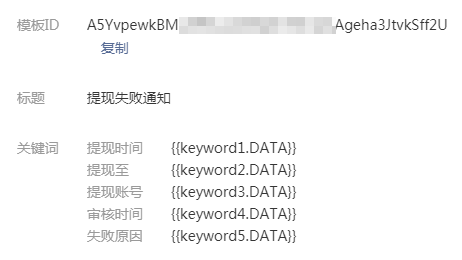 模板ID A5YvpewkBM Ageha3JtvkSff2U
复制
标题 提现失败通知
关键词 提现时间 {{keyword1.DATA}}
提现至 {{keyword2.DATA}}
提现账号 {{keyword3.DATA}}
审核时间 {{keyword4.DATA}}
失败原因 {{keyword5.DATA}}